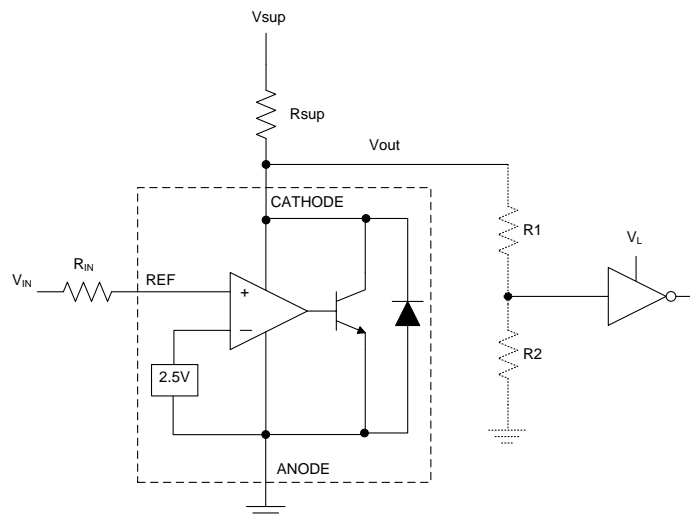 Vsup
Rsup
Vout
CATHODE
R1
RIN
VIN
REF
VL
+
–
2.5V
R2
ANODE